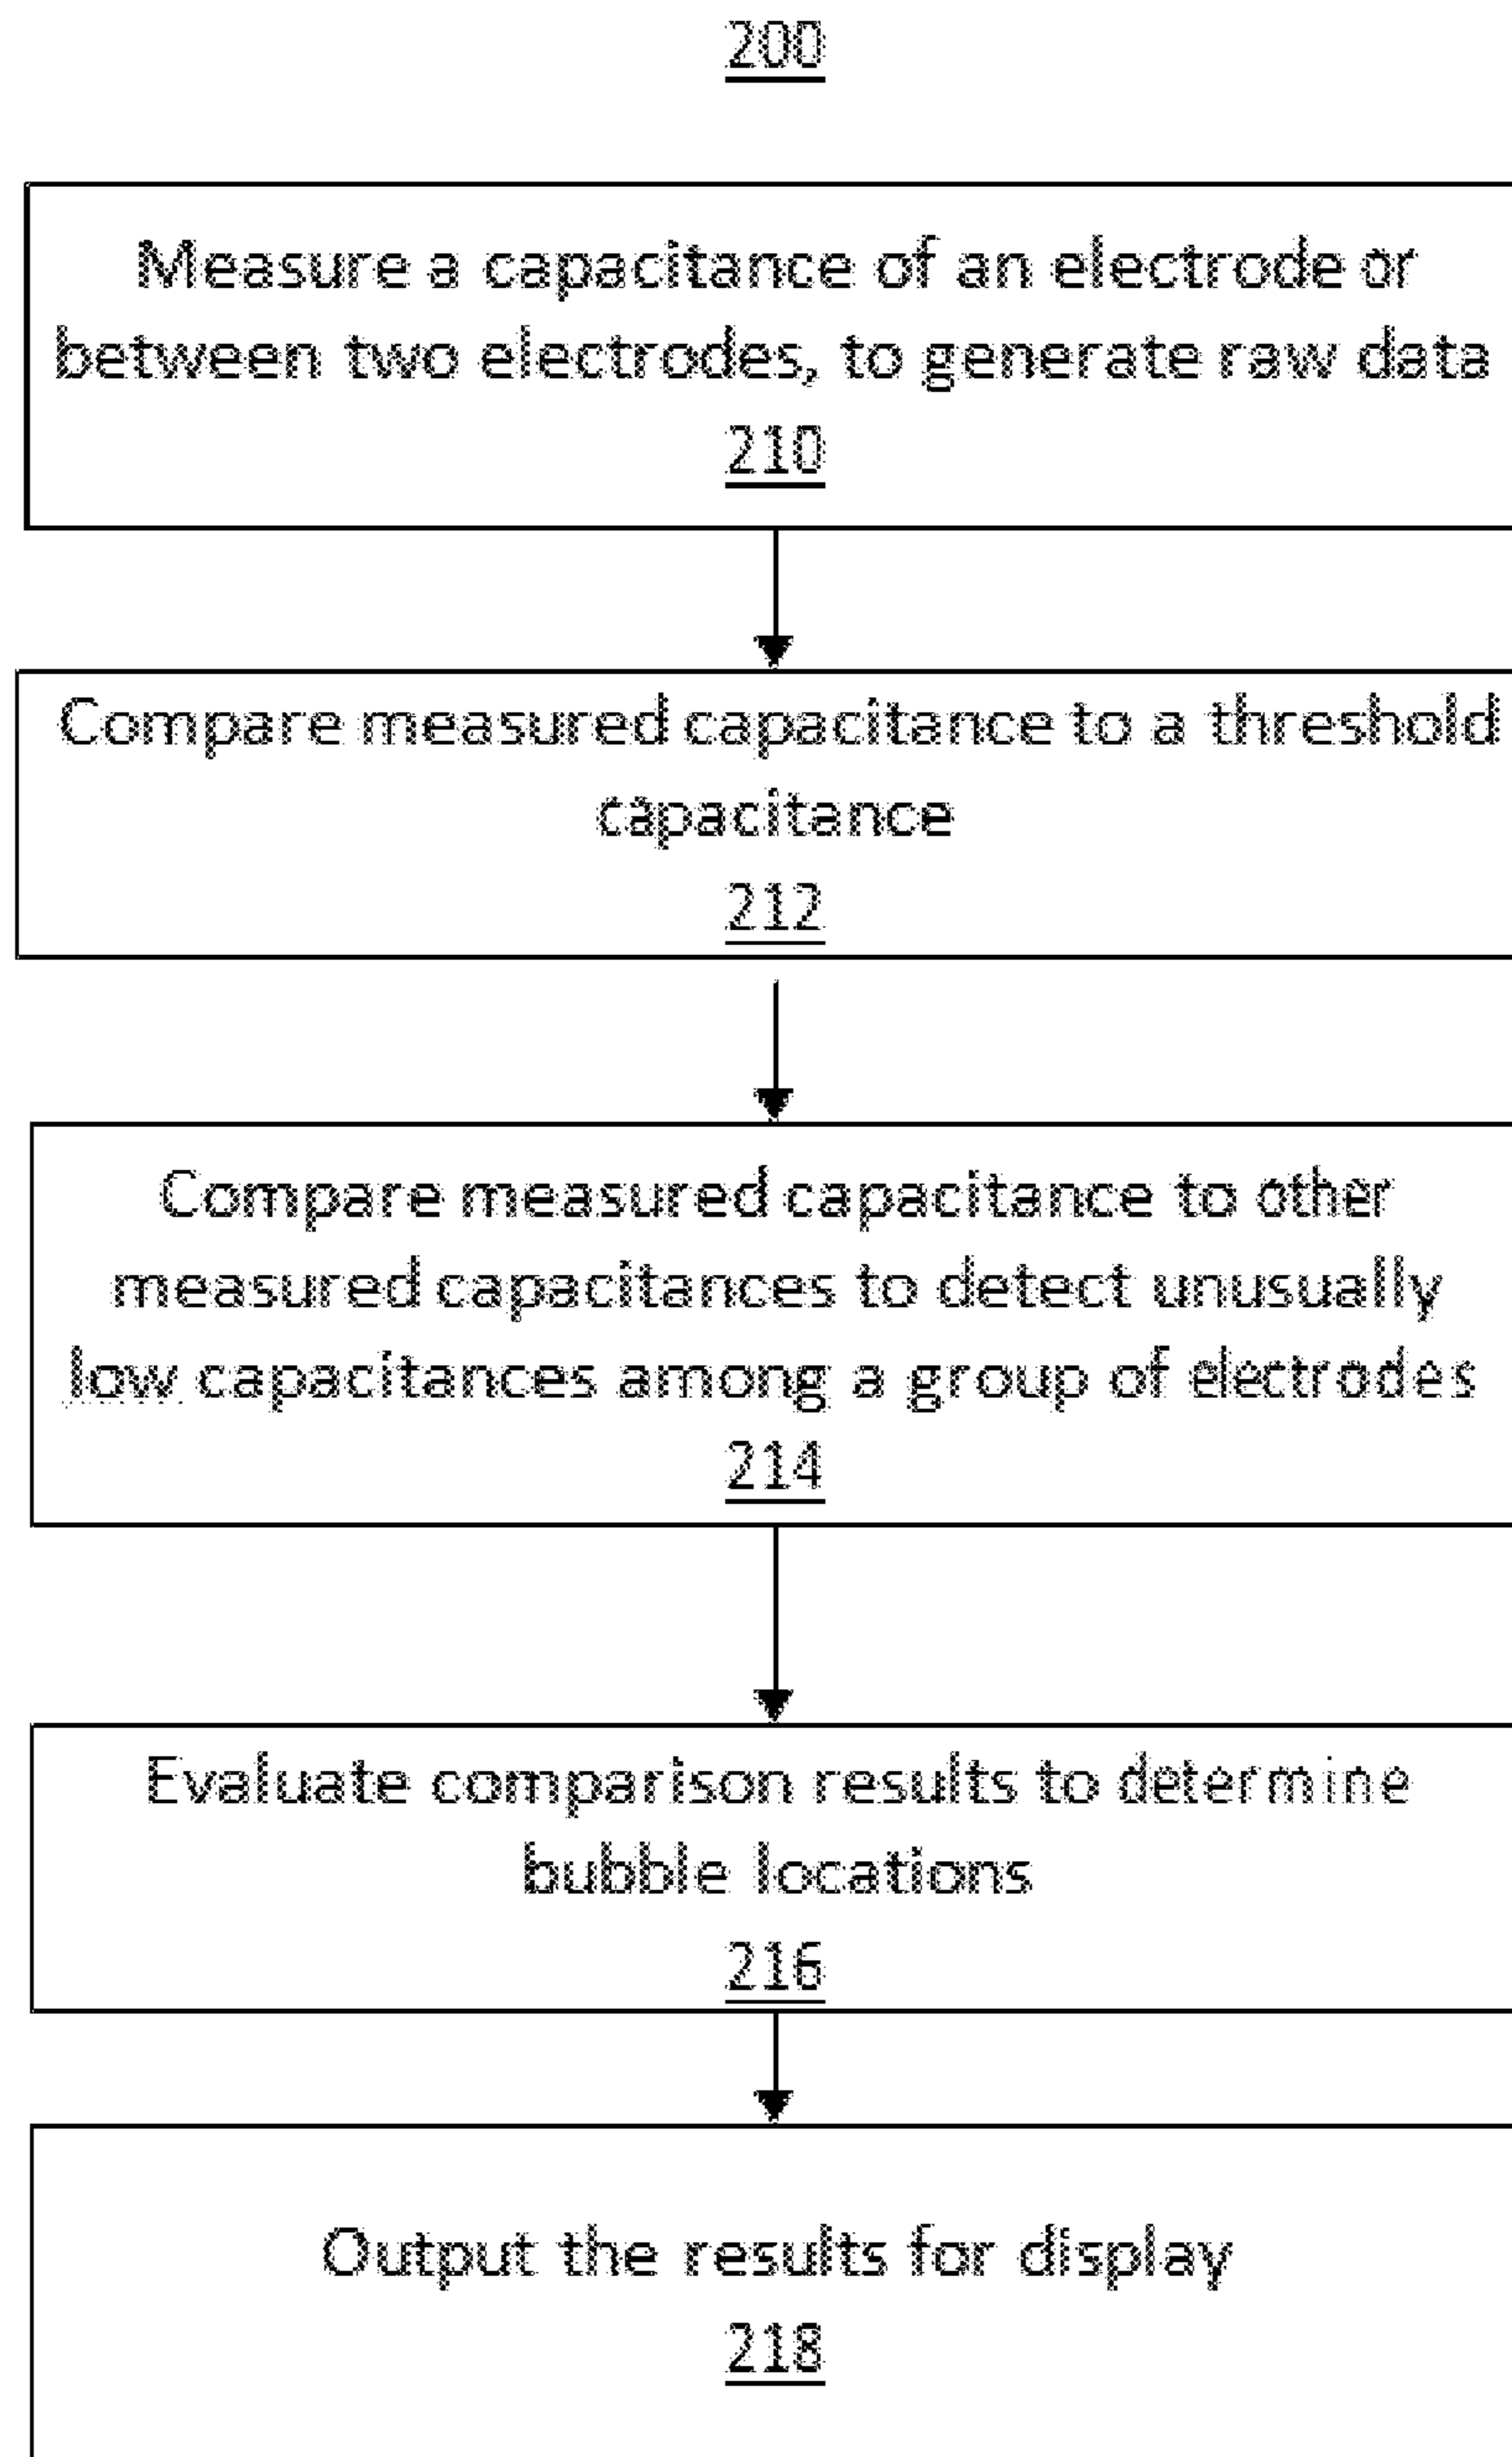 200
Measure a capacitance of an electrode or
between two electrodes, to generate raw data
210
Compare measured capacitance to a threshold
capacitance
212
Compare measured capacitance to other
measured capacitances to detect unusually
low capacitances among a group of electrodes
214
Evaluate comparison results to determine
bubble locations
216
Output the results for display
218